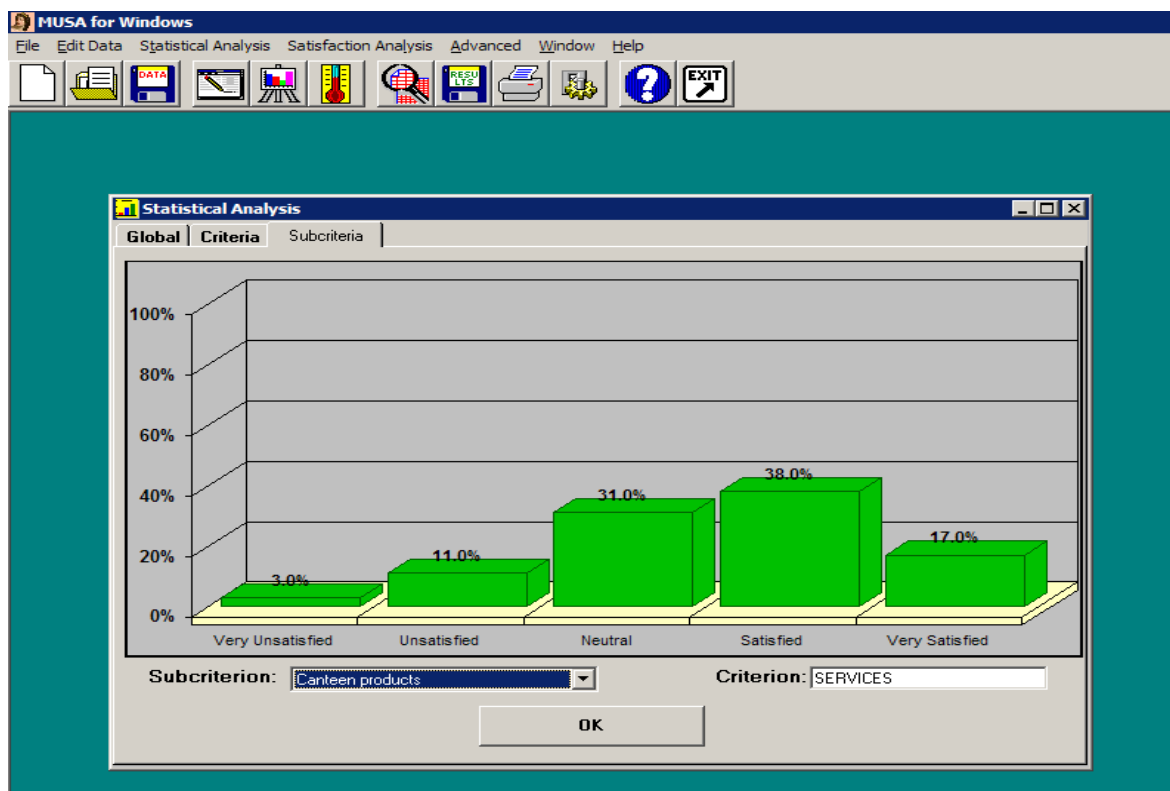 MUSA for Windows
File Edit Data Statistical Analysis Satisfaction Analysis Advanced Window Help
DATA RESULTS ? EXIT
Statistical Analysis
Global Criteria Subcriteria
100%
80%
60%
40%
20%
0%
3.0% 11.0% 31.0% 38.0% 17.0%
Very Unsatisfied Unsatisfied Neutral Satisfied Very Satisfied
Subcriterion: Canteen products Criterion: SERVICES
OK